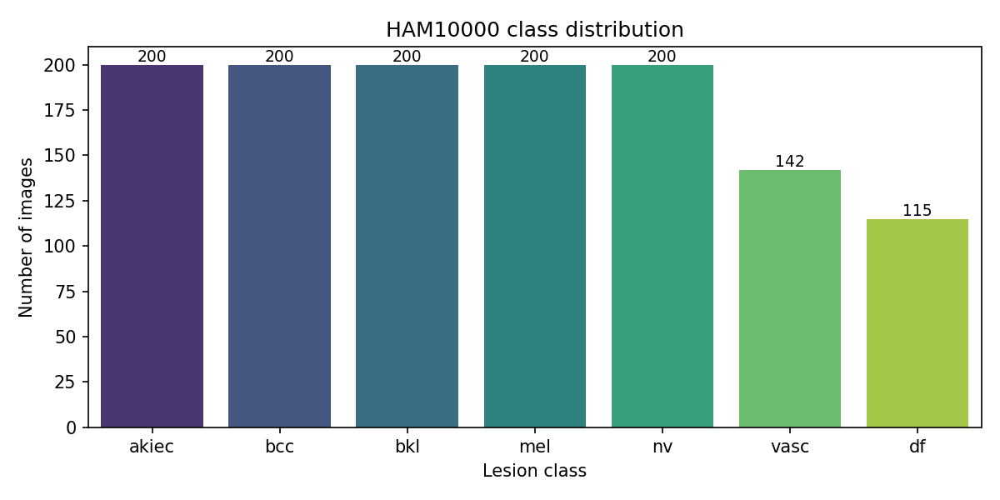 HAM10000 class distribution
200 200 200 200 200
142
115
200
175
150
125
100
75
50
25
0
Number of images
akiec bcc bkl mel nv vasc df
Lesion class